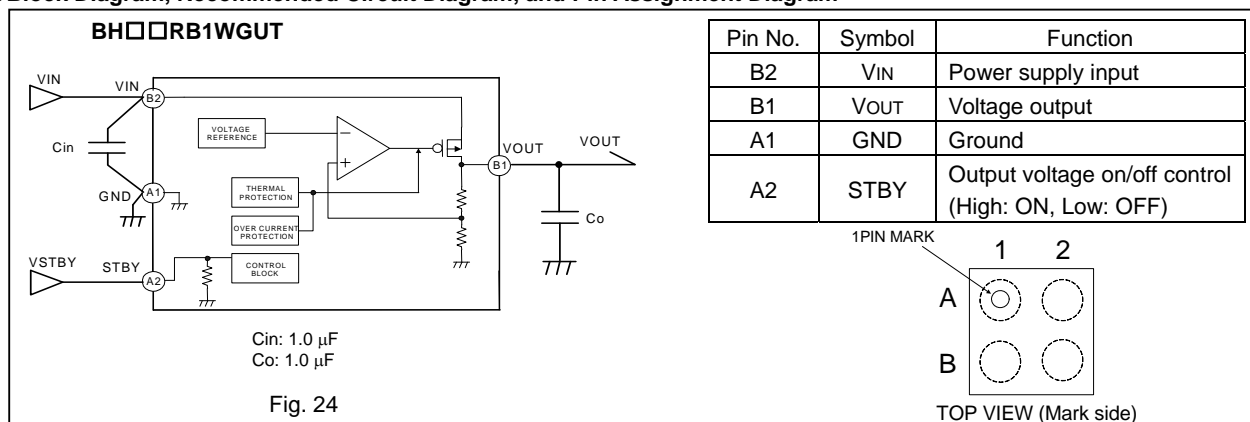 Block Diagram, Recommended Circuit Diagram, and Pin Assignment Diagram
BH□□RB1WGUT
VIN
VIN
B2
Cin
GND
A1
VSTBY
STBY
A2
VOLTAGE
REFERENCE
THERMAL
PROTECTION
OVER CURRENT
PROTECTION
CONTROL
BLOCK
VOUT
B1
VOUT
Co
Cin: 1.0 μF
Co: 1.0 μF
Fig. 24
Pin No. Symbol Function
B2 VIN Power supply input
B1 VOUT Voltage output
A1 GND Ground
A2 STBY Output voltage on/off control
(High: ON, Low: OFF)
1PIN MARK
1 2
A
B
TOP VIEW (Mark side)